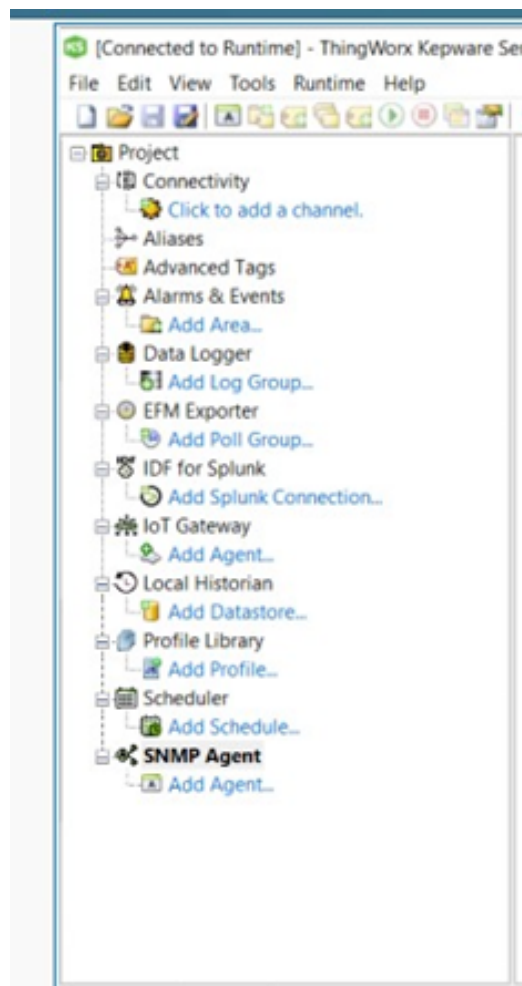 [Connected to Runtime] - ThingWorx Kepware Ser
File Edit View Tools Runtime Help
Project
Connectivity
Click to add a channel.
Aliases
Advanced Tags
Alarms & Events
Add Area...
Data Logger
Add Log Group...
EFM Exporter
Add Poll Group...
IDF for Splunk
Add Splunk Connection...
IoT Gateway
Add Agent...
Local Historian
Add Datastore...
Profile Library
Add Profile...
Scheduler
Add Schedule...
SNMP Agent
Add Agent...